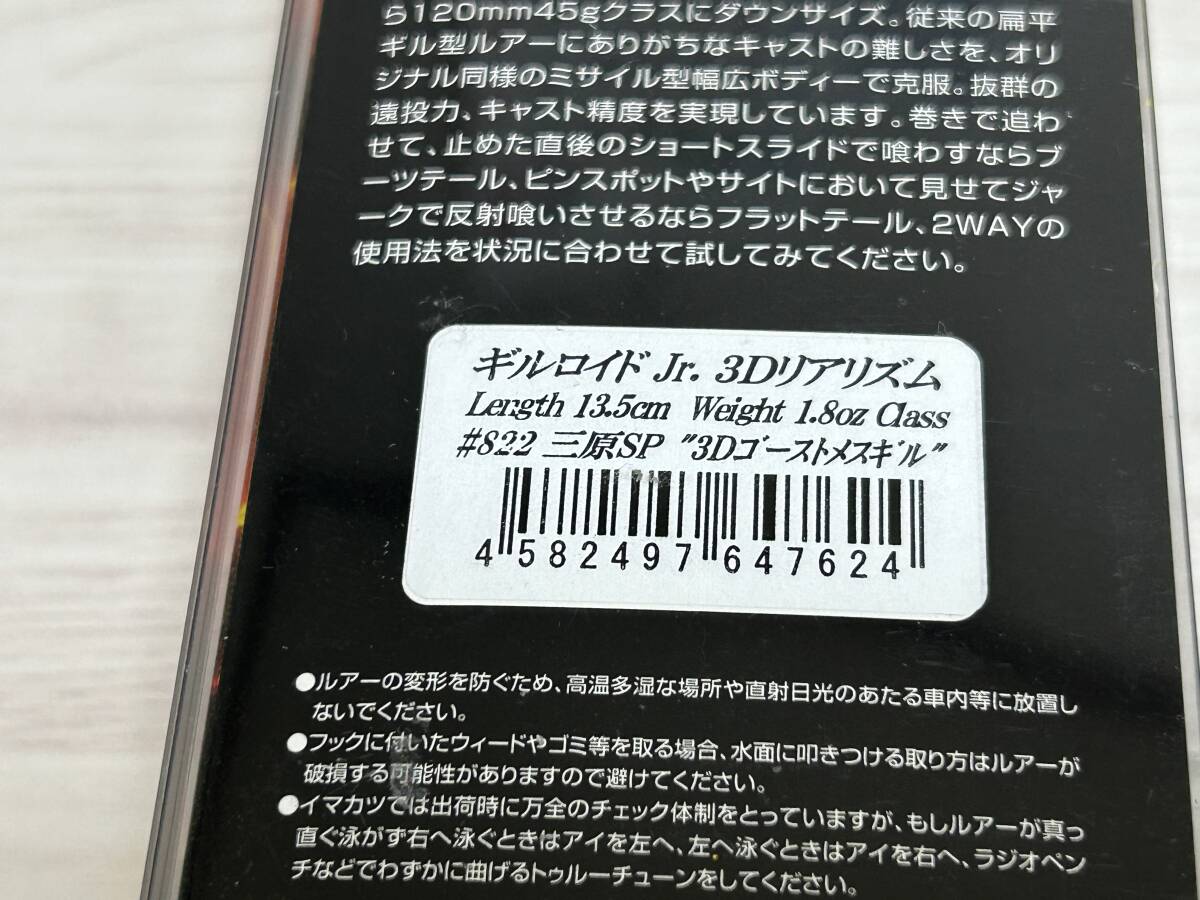 ら120mm45gクラスにダウンサイズ。従来の扁平
ギル型ルアーにありがちなキャストの難しさを、オリ
ジナル同様のミサイル型幅広ボディーで克服。抜群の
遠投力、キャスト精度を実現しています。巻きで追わ
せて、止めた直後のショートスライドで喰わすならブ
ーツテール、ピンスポットやサイトにおいて見せてジャ
ークで反射喰いさせるならフラットテール、2WAYの
使用法を状況に合わせて試してみてください。
ギルロイド Jr. 3Dリアリズム
Length 13.5cm Weight 1.8oz Class
#822 三原SP "3Dゴーストメスギル"
4582497647624
●ルアーの変形を防ぐため、高温多湿な場所や直射日光のあたる車内等に放置し
ないでください。
●フックに付いたウィードやゴミ等を取る場合、水面に叩きつける取り方はルアーが
破損する可能性がありますので避けてください。
●イマカツでは出荷時に万全のチェック体制をとっていますが、もしルアーが真っ
直ぐ泳がず右へ泳ぐときはアイを左へ、左へ泳ぐときはアイを右へ、ラジオペン
チなどでわずかに曲げるトゥルーチューンをしてください。